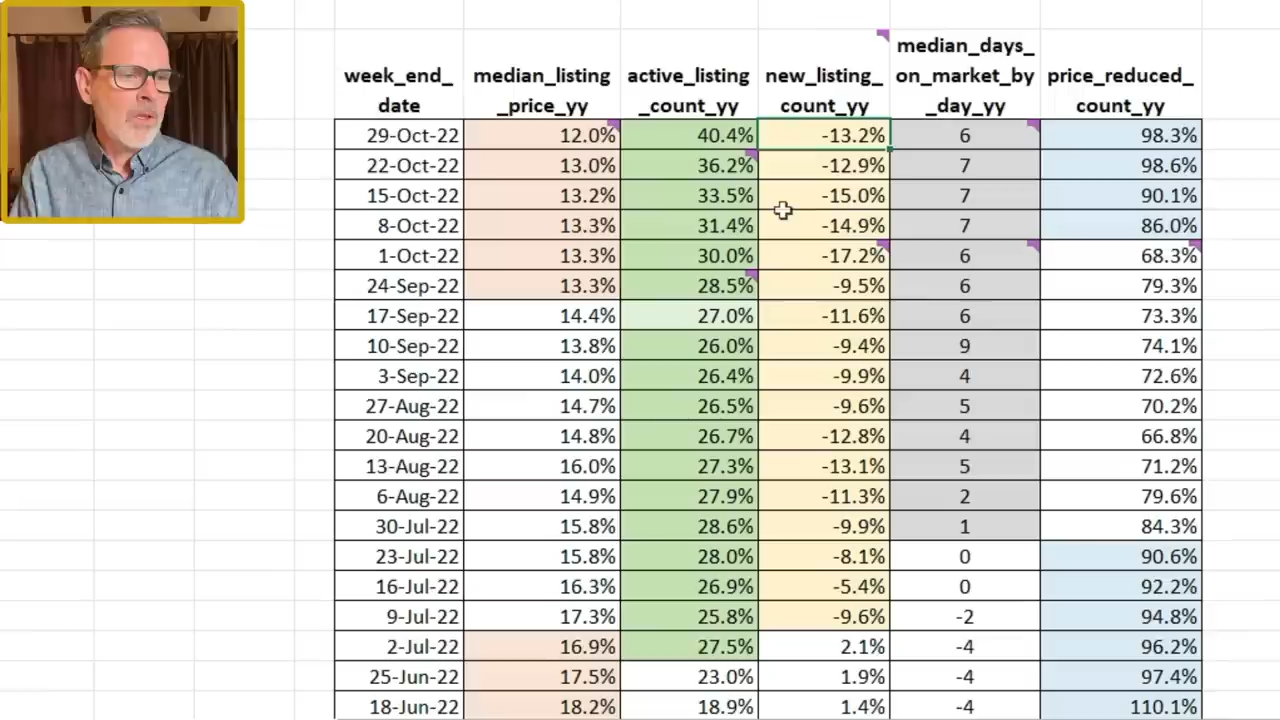 week_end_
date
median_listing
_price_yy
active_listing
_count_yy
new_listing_
count_yy
median_days_
on_market_by
_day_yy
price_reduced_
count_yy
29-Oct-22 12.0% 40.4% -13.2% 6 98.3%
22-Oct-22 13.0% 36.2% -12.9% 7 98.6%
15-Oct-22 13.2% 33.5% -15.0% 7 90.1%
8-Oct-22 13.3% 31.4% -14.9% 7 86.0%
1-Oct-22 13.3% 30.0% -17.2% 6 68.3%
24-Sep-22 13.3% 28.5% -9.5% 6 79.3%
17-Sep-22 14.4% 27.0% -11.6% 6 73.3%
10-Sep-22 13.8% 26.0% -9.4% 9 74.1%
3-Sep-22 14.0% 26.4% -9.9% 4 72.6%
27-Aug-22 14.7% 26.5% -9.6% 5 70.2%
20-Aug-22 14.8% 26.7% -12.8% 4 66.8%
13-Aug-22 16.0% 27.3% -13.1% 5 71.2%
6-Aug-22 14.9% 27.9% -11.3% 2 79.6%
30-Jul-22 15.8% 28.6% -9.9% 1 84.3%
23-Jul-22 15.8% 28.0% -8.1% 0 90.6%
16-Jul-22 16.3% 26.9% -5.4% 0 92.2%
9-Jul-22 17.3% 25.8% -9.6% -2 94.8%
2-Jul-22 16.9% 27.5% 2.1% -4 96.2%
25-Jun-22 17.5% 23.0% 1.9% -4 97.4%
18-Jun-22 18.2% 18.9% 1.4% -4 110.1%